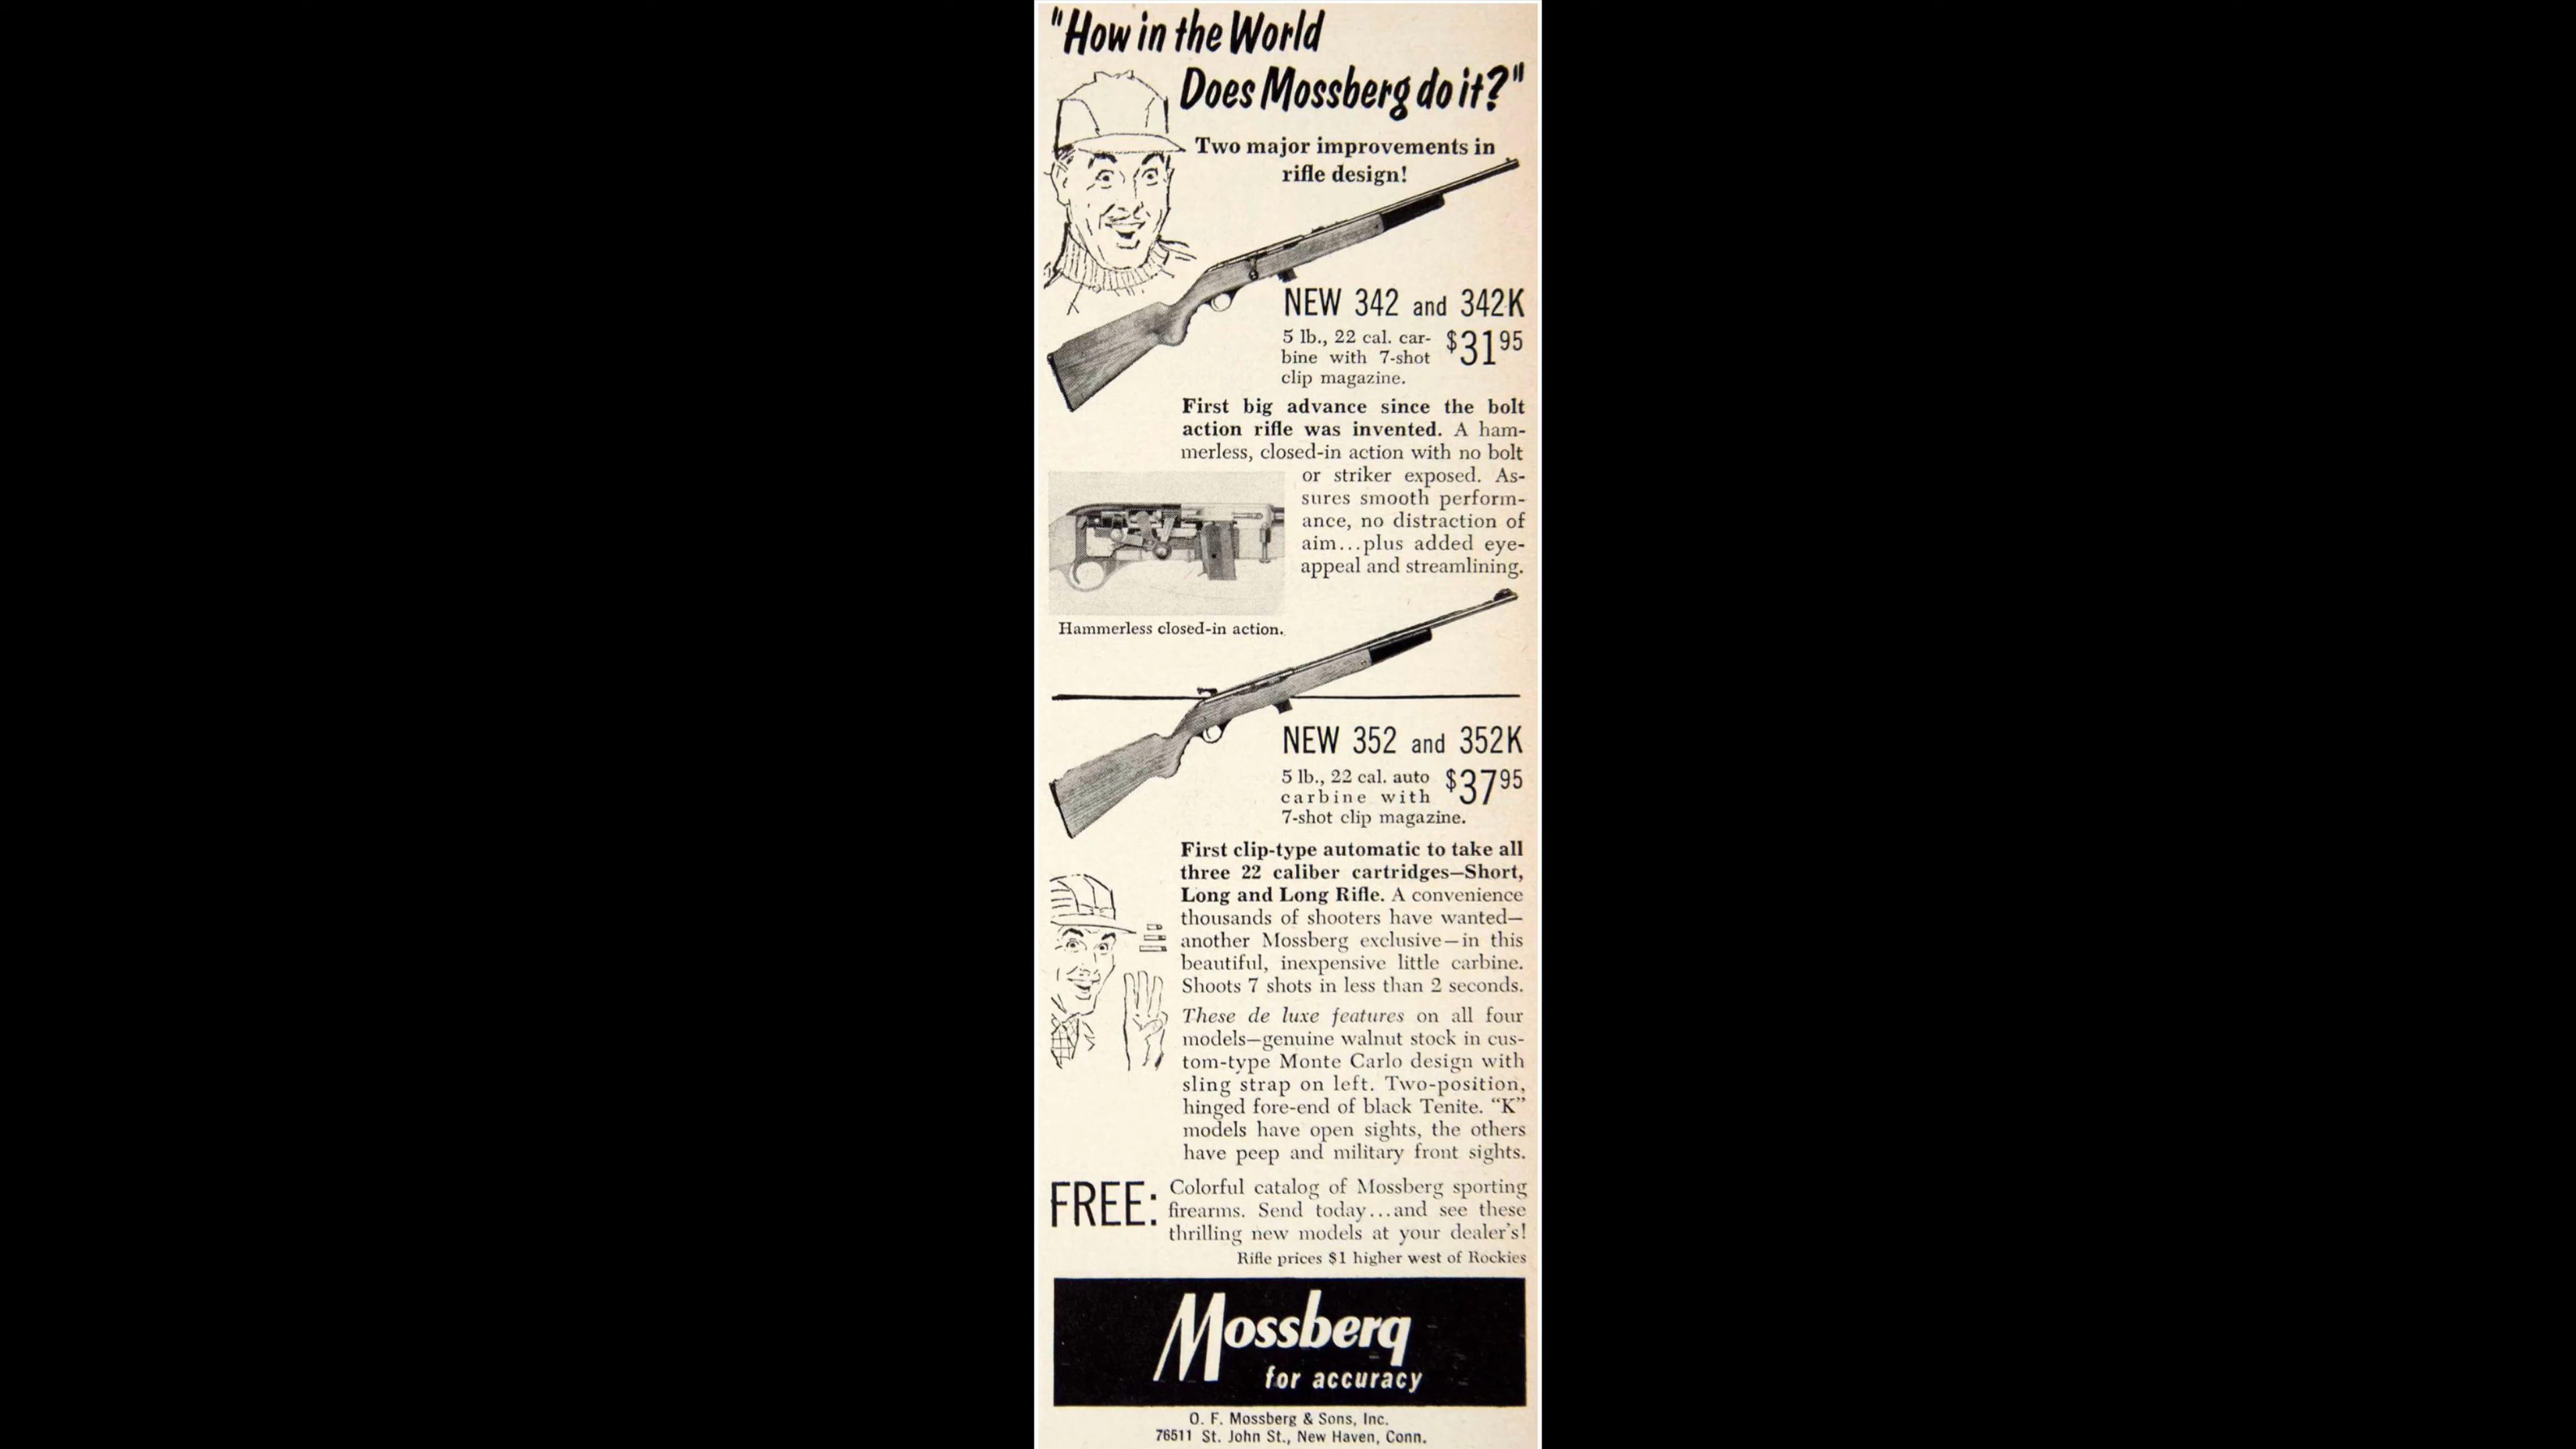 "How in the World
Does Mossberg do it?"
Two major improvements in
rifle design!
NEW 342 and 342K
5 lb., 22 cal. car-
bine with 7-shot
clip magazine.
$31 95
First big advance since the bolt
action rifle was invented. A ham-
merless, closed-in action with no bolt
or striker exposed. As-
sures smooth perform-
ance, no distraction of
aim...plus added eye-
appeal and streamlining.
Hammerless closed-in action.
NEW 352 and 352K
5 lb., 22 cal. auto
carbine with
7-shot clip magazine.
$37 95
First clip-type automatic to take all
three 22 caliber cartridges—Short,
Long and Long Rifle. A convenience
thousands of shooters have wanted—
another Mossberg exclusive—in this
beautiful, inexpensive little carbine.
Shoots 7 shots in less than 2 seconds.
These de luxe features on all four
models—genuine walnut stock in cus-
tom-type Monte Carlo design with
sling strap on left. Two-position,
hinged fore-end of black Tenite. "K"
models have open sights, the others
have peep and military front sights.
FREE: Colorful catalog of Mossberg sporting
firearms. Send today...and see these
thrilling new models at your dealer's!
Rifle prices $1 higher west of Rockies
Mossberg
for accuracy
O. F. Mossberg & Sons, Inc.
76511 St. John St., New Haven, Conn.